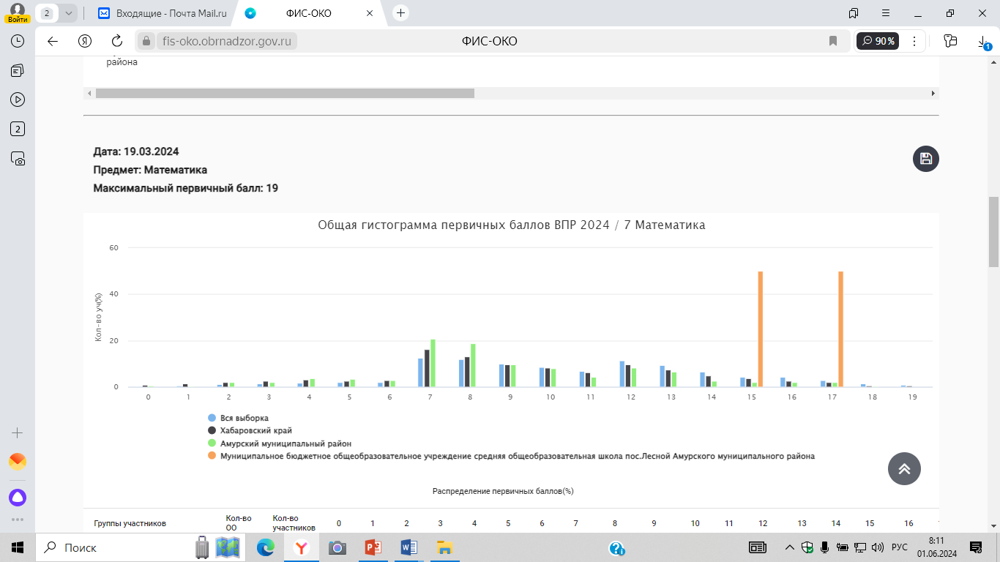 Войти
2
Входящие - Почта Mail.ru
ФИС-ОКО
fis-oko.obrnadzor.gov.ru
ФИС-ОКО
90%
1
2
района
Дата: 19.03.2024
Предмет: Математика
Максимальный первичный балл: 19
Общая гистограмма первичных баллов ВПР 2024 / 7 Математика
Кол-во уч(%)
60
40
20
0
0 1 2 3 4 5 6 7 8 9 10 11 12 13 14 15 16 17 18 19
Вся выборка
Хабаровский край
Амурский муниципальный район
Муниципальное бюджетное общеобразовательное учреждение средняя общеобразовательная школа пос.Лесной Амурского муниципального района
Распределение первичных баллов(%)
Группы участников Кол-во ОО Кол-во участников 0 1 2 3 4 5 6 7 8 9 10 11 12 13 14 15 16
Поиск
РУС
8:11
01.06.2024